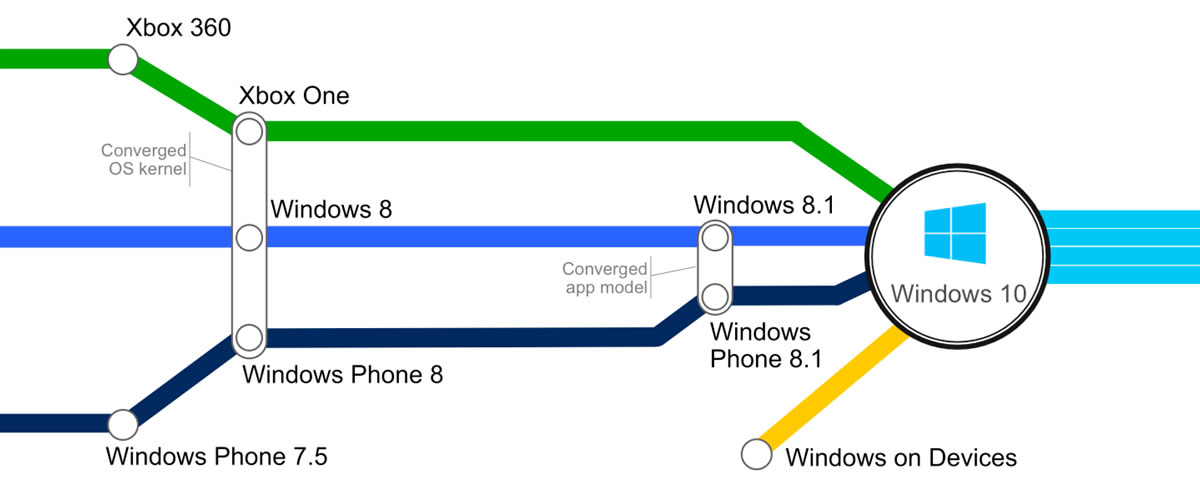 Xbox 360
Xbox One
Converged
OS kernel
Windows 8
Windows 8.1
Converged
app model
Windows 10
Windows
Phone 8.1
Windows Phone 8
Windows Phone 7.5
Windows on Devices